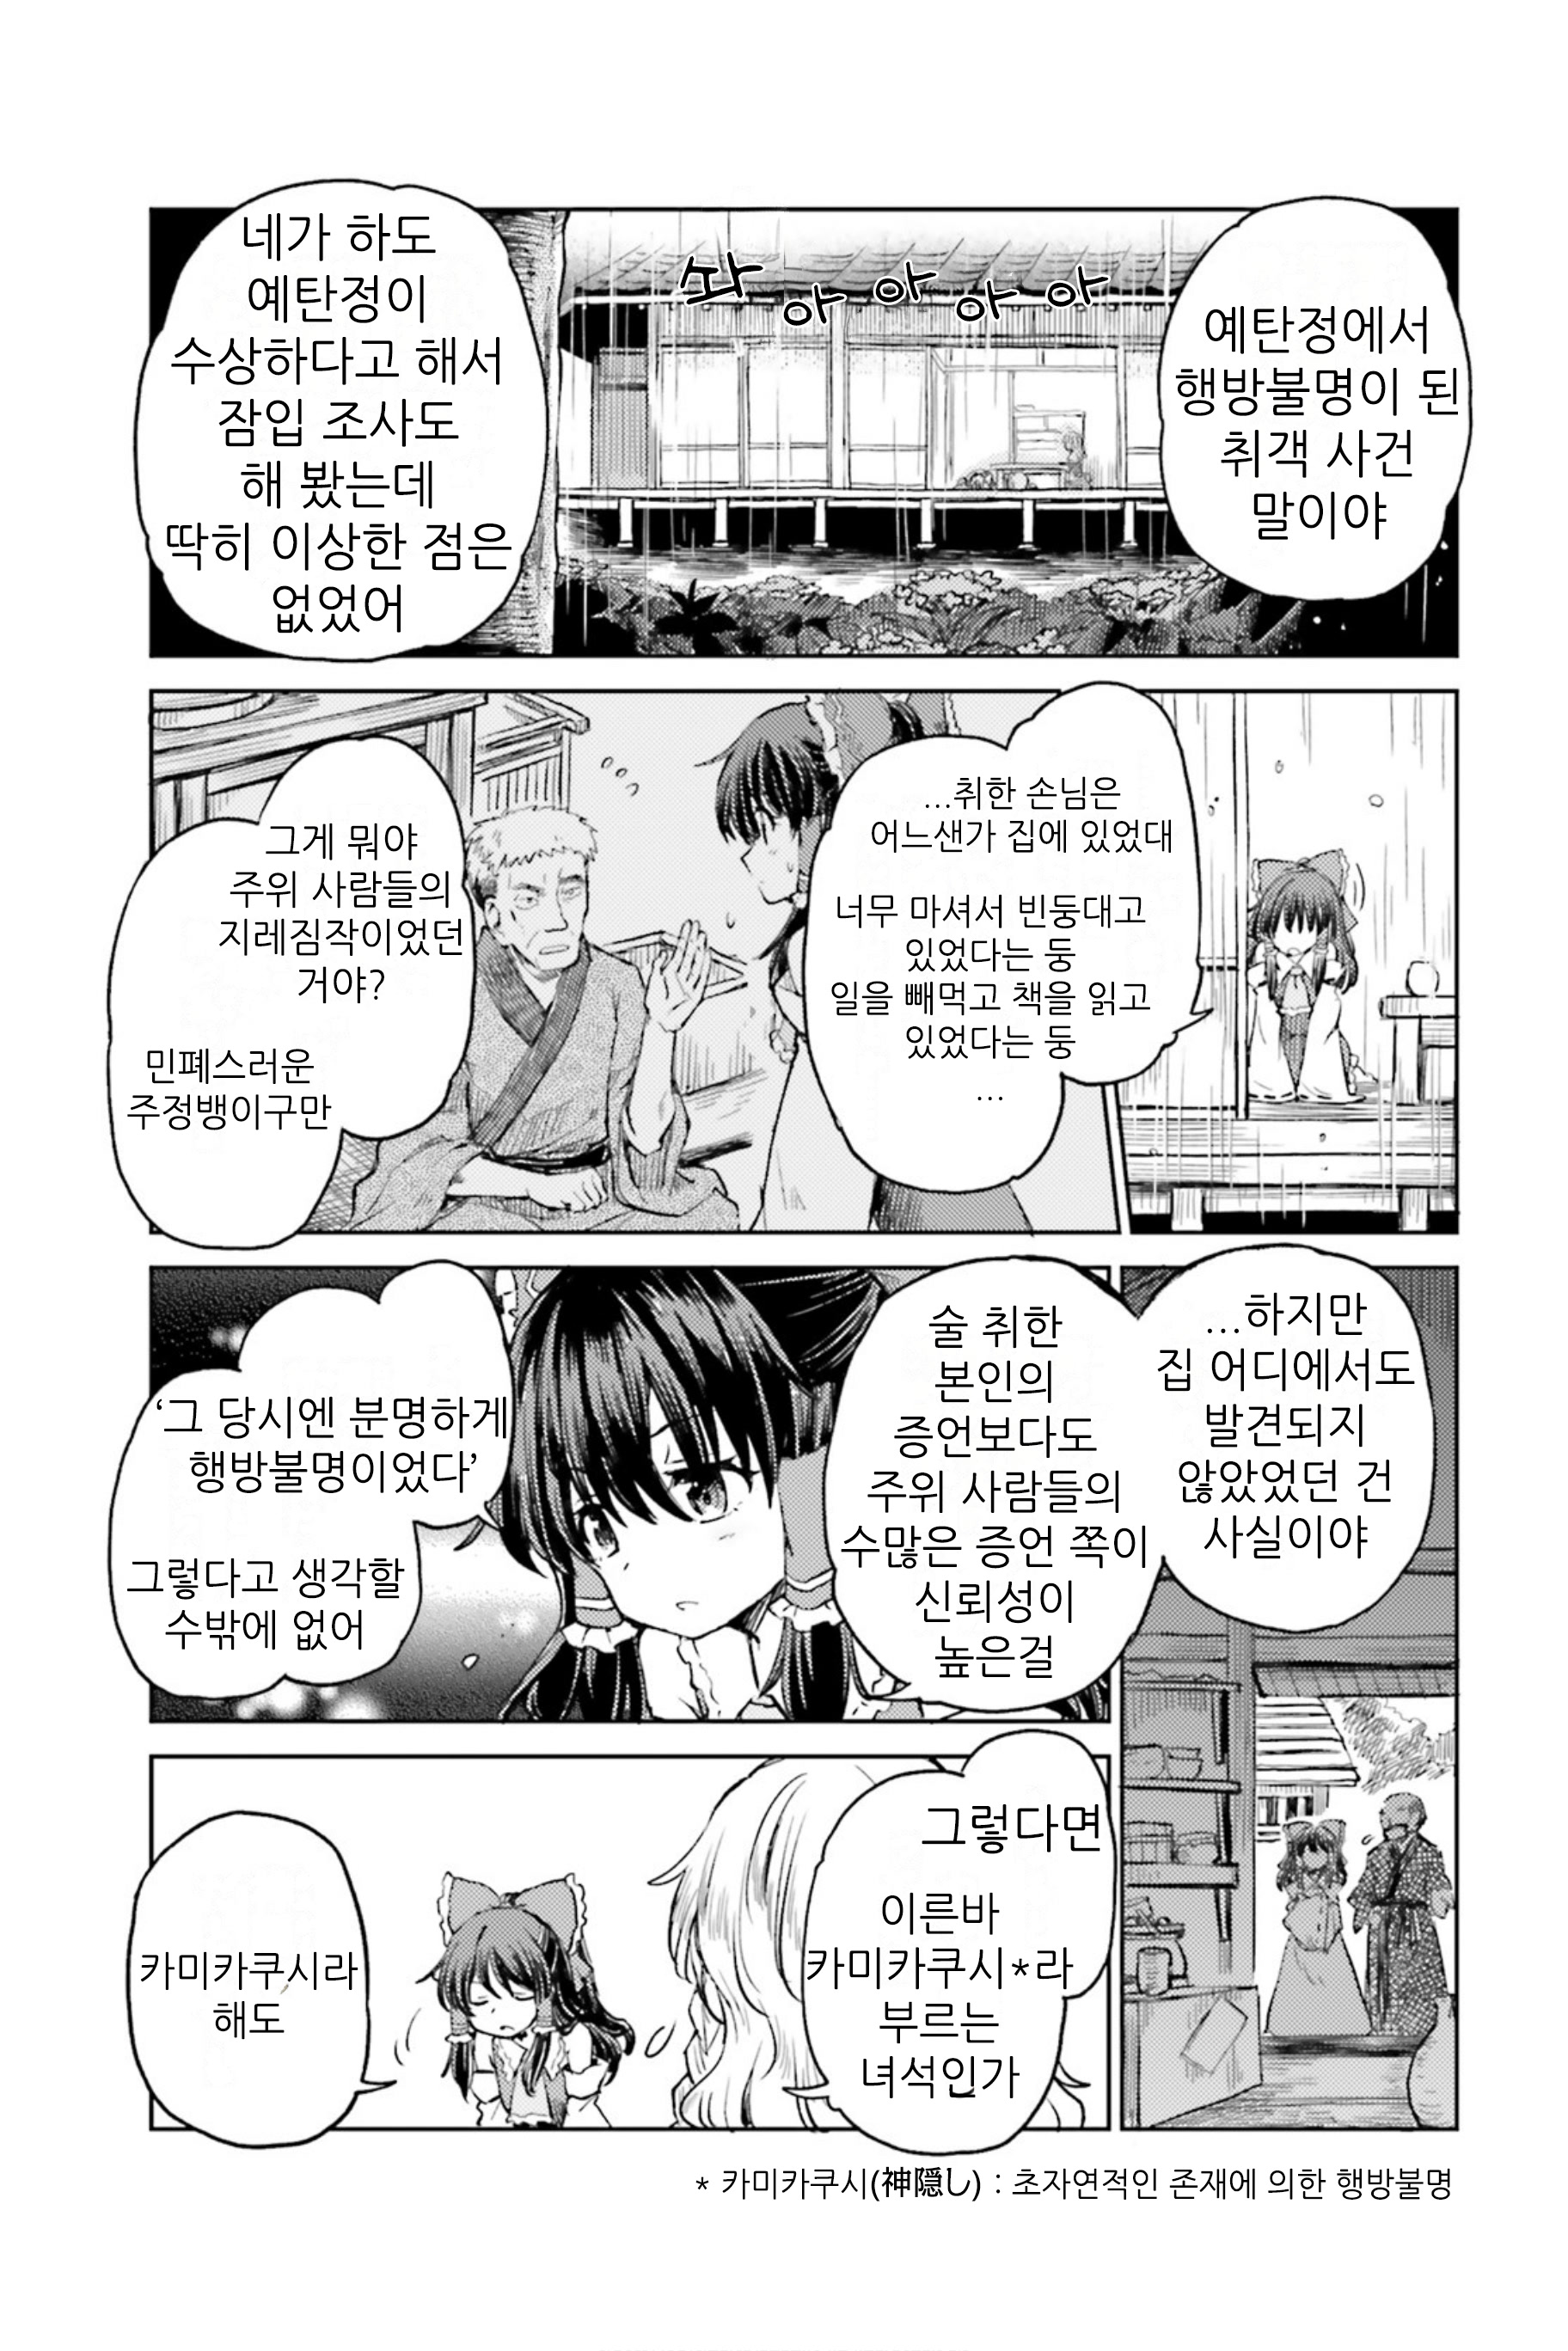 예탄정에서
행방불명이 된
취객 사건
말이야
쏴
아
아
아
아
네가 하도
예탄정이
수상하다고 해서
잠입 조사도
해 봤는데
딱히 이상한 점은
없었어
...취한 손님은
어느샌가 집에 있었대
너무 마셔서 빈둥대고
있었다는 둥
일을 빼먹고 책을 읽고
있었다는 둥
...
그게 뭐야
주위 사람들의
지레짐작이었던
거야?
민폐스러운
주정뱅이구만
...하지만
집 어디에서도
발견되지
않았었던 건
사실이야
술 취한
본인의
증언보다도
주위 사람들의
수많은 증언 쪽이
신뢰성이
높은걸
‘그 당시엔 분명하게
행방불명이었다’
그렇다고 생각할
수밖에 없어
그렇다면
이른바
카미카쿠시*라
부르는
녀석인가
카미카쿠시라
해도
* 카미카쿠시(神隠し) : 초자연적인 존재에 의한 행방불명